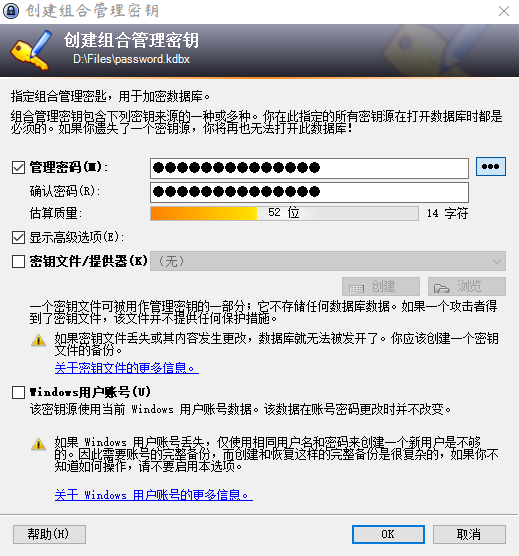 创建组合管理密钥
创建组合管理密钥
D:\Files\password.kdbx
指定组合管理密匙，用于加密数据库。
组合管理密钥包含下列密钥来源的一种或多种。你在此指定的所有密钥源在打开数据库时都是
必须的。如果你遗失了一个密钥源，你将再也无法打开此数据库！
管理密码(M):
确认密码(R):
估算质量:
52 位
14 字符
显示高级选项(E):
密钥文件/提供器(K)
(无)
创建
浏览
一个密钥文件可被用作管理密钥的一部分；它不存储任何数据库数据。如果一个攻击者得
到了密钥文件，该文件并不提供任何保护措施。
如果密钥文件丢失或其内容发生更改，数据库就无法被发开了。你应该创建一个密钥
文件的备份。
关于密钥文件的更多信息。
Windows用户账号(U)
该密钥源使用当前 Windows 用户账号数据。该数据在账号密码更改时并不改变。
如果 Windows 用户账号丢失，仅使用相同用户名和密码来创建一个新用户是不够
的。因此需要账号的完整备份，而创建和恢复这样的完整备份是很复杂的，如果你不
知道如何操作，请不要启用本选项。
关于 Windows 用户账号的更多信息。
帮助(H)
OK
取消